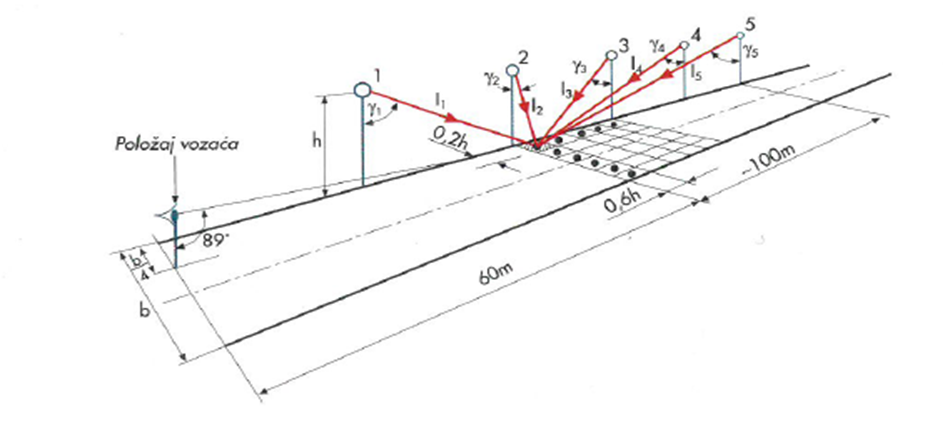 1
2
3
4
5
γ1
γ2
γ3
γ4
γ5
I1
I2
I3
I4
I5
h
0,2h
Položaj vozaća
89°
b
4
b
60m
0,6h
~100m